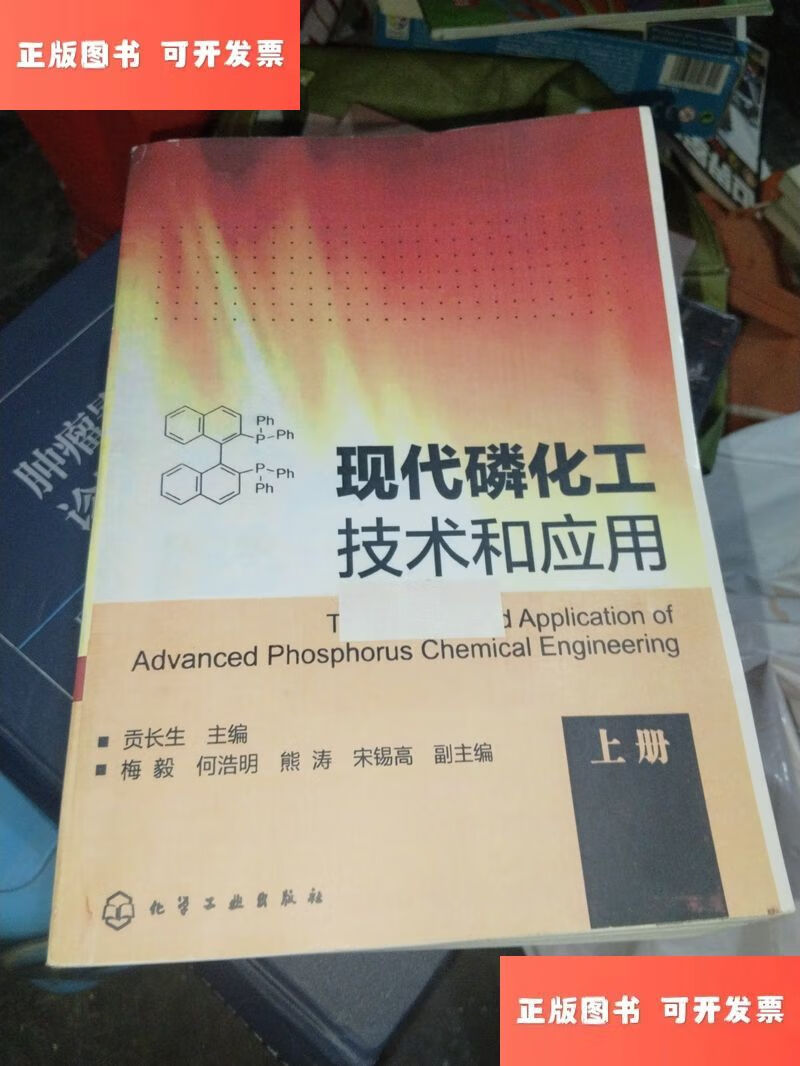 正版图书 可开发票
肿瘤
诊
Ph
P Ph
P Ph
Ph
现代磷化工
技术和应用
T d Application of
Advanced Phosphorus Chemical Engineering
■ 贡长生 主编
■ 梅 毅 何浩明 熊 涛 宋锡高 副主编
上册
化学工业出版社
正版图书 可开发票